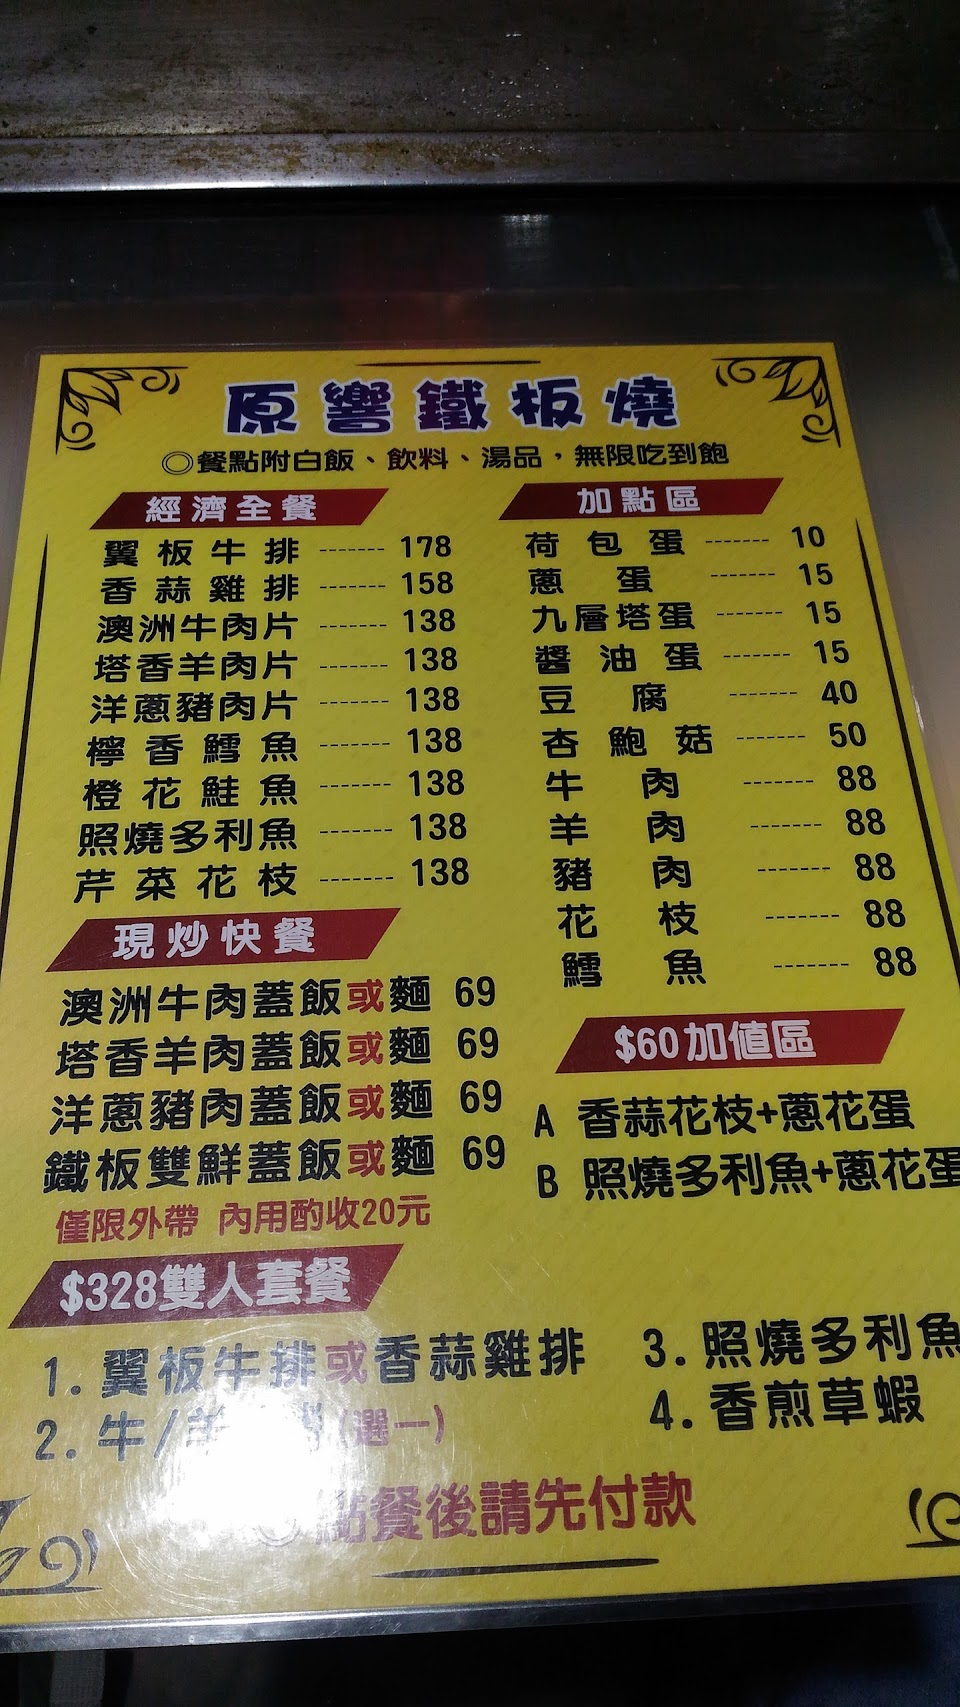 原響鐵板燒
◎餐點附白飯、飲料、湯品，無限吃到飽
經濟全餐
翼板牛排 ------- 178
香蒜雞排 ------- 158
澳洲牛肉片 ------- 138
塔香羊肉片 ------- 138
洋蔥豬肉片 ------- 138
檸香鱈魚 ------- 138
橙花鮭魚 ------- 138
照燒多利魚 ------- 138
芹菜花枝 ------- 138
現炒快餐
澳洲牛肉蓋飯或麵 69
塔香羊肉蓋飯或麵 69
洋蔥豬肉蓋飯或麵 69
鐵板雙鮮蓋飯或麵 69
僅限外帶 內用酌收20元
加點區
荷包蛋 ------- 10
蔥蛋 ------- 15
九層塔蛋 ------- 15
醬油蛋 ------- 15
豆腐 ------- 40
杏鮑菇 ------- 50
牛肉 ------- 88
羊肉 ------- 88
豬肉 ------- 88
花枝 ------- 88
鱈魚 ------- 88
$60加值區
A 香蒜花枝+蔥花蛋
B 照燒多利魚+蔥花蛋
$328雙人套餐
1. 翼板牛排或香蒜雞排
2. 牛/羊 (選一)
3. 照燒多利魚
4. 香煎草蝦
點餐後請先付款